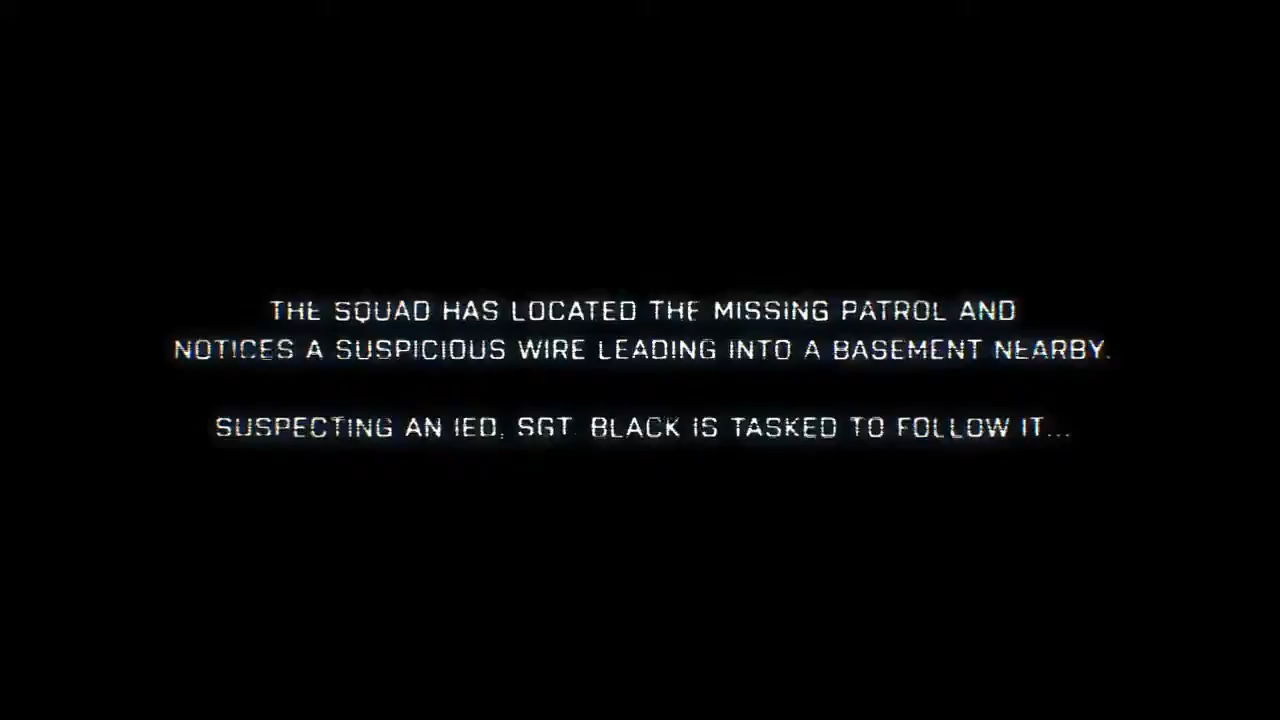 THE SQUAD HAS LOCATED THE MISSING PATROL AND
NOTICES A SUSPICIOUS WIRE LEADING INTO A BASEMENT NEARBY.
SUSPECTING AN IED, SGT. BLACK IS TASKED TO FOLLOW IT...